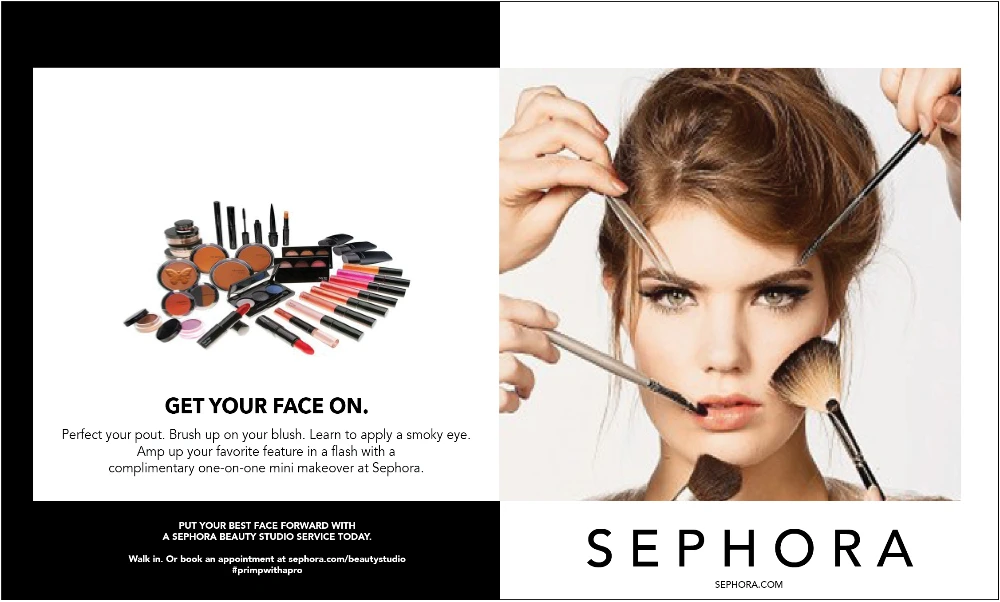 GET YOUR FACE ON.
Perfect your pout. Brush up on your blush. Learn to apply a smoky eye.
Amp up your favorite feature in a flash with a
complimentary one-on-one mini makeover at Sephora.
PUT YOUR BEST FACE FORWARD WITH
A SEPHORA BEAUTY STUDIO SERVICE TODAY.
Walk in. Or book an appointment at sephora.com/beautystudio
#primpwithapro
SEPHORA
SEPHORA.COM